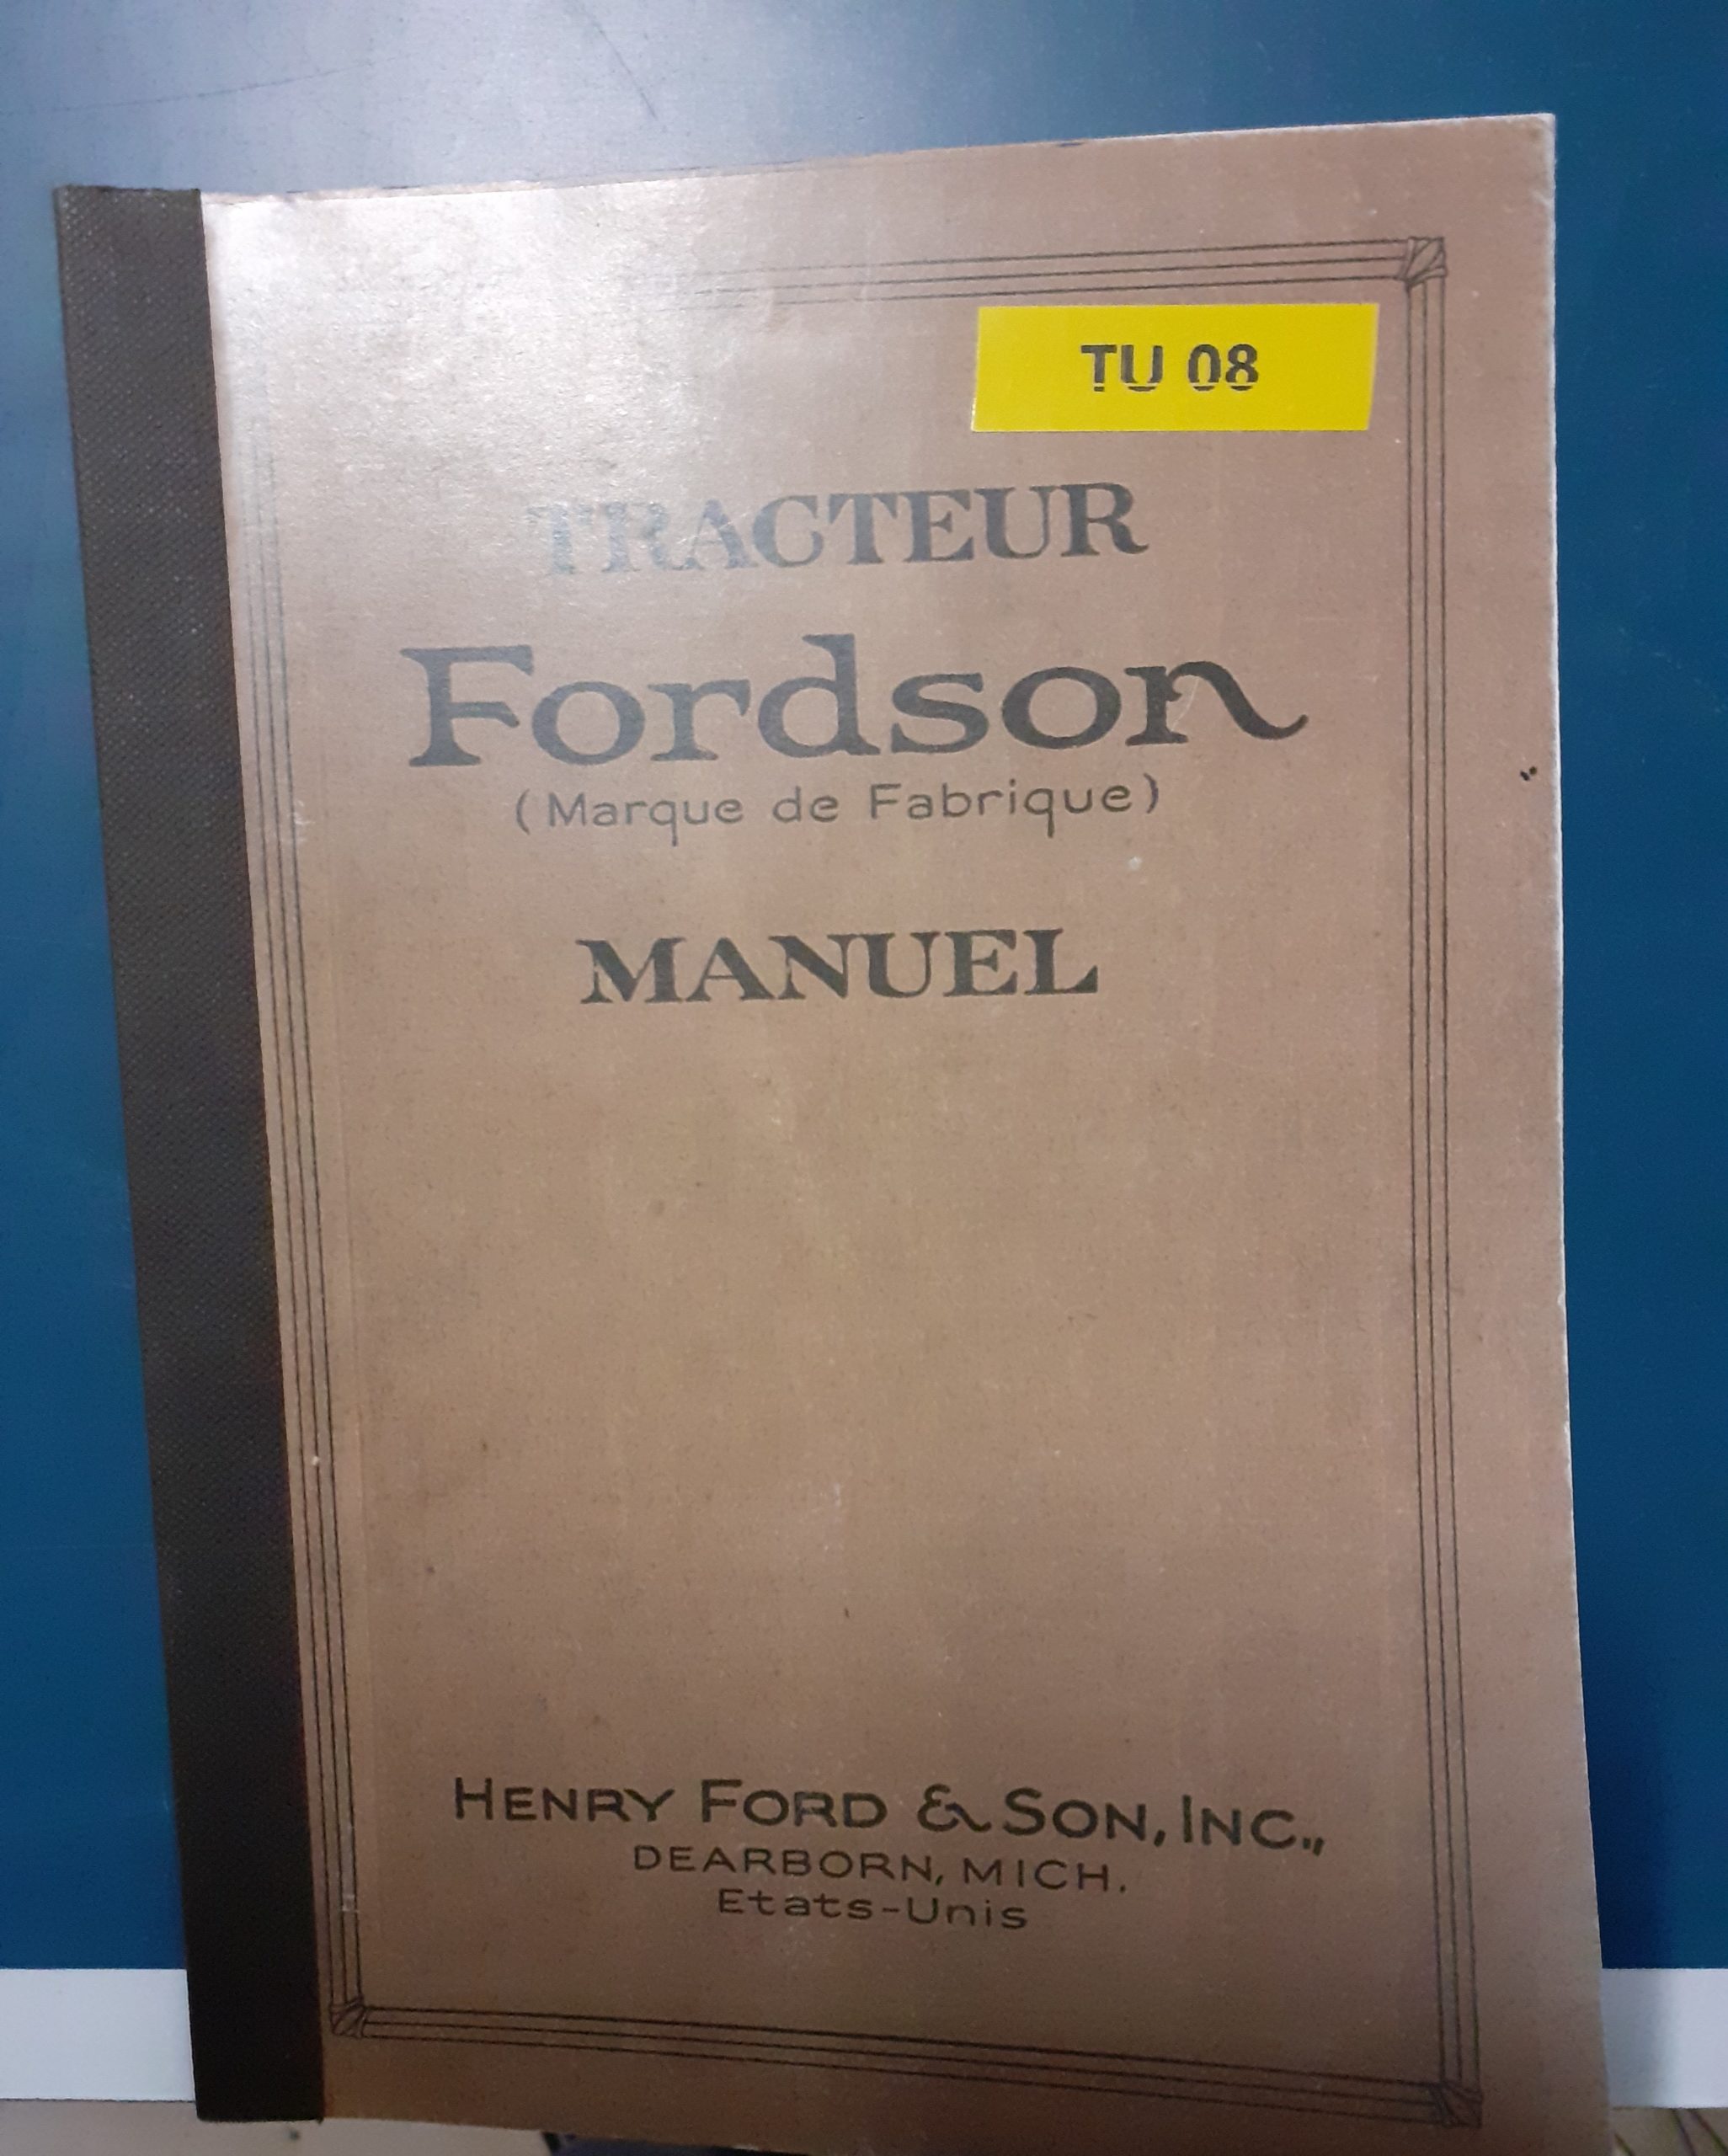 TU 08
TRACTEUR
Fordson
(Marque de Fabrique)
MANUEL
HENRY FORD & SON, INC.,
DEARBORN, MICH.
Etats-Unis